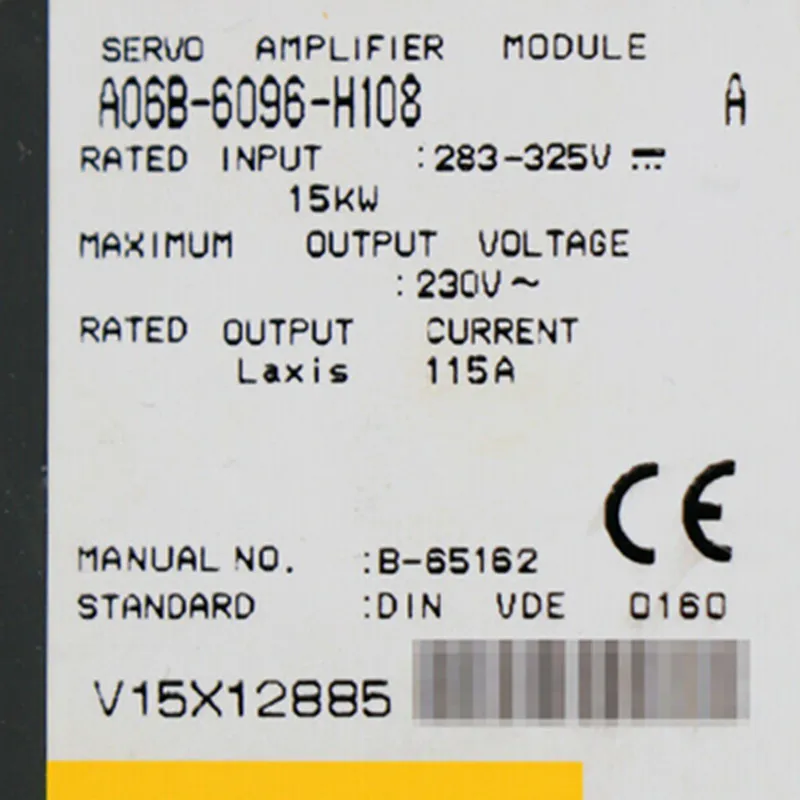 SERVO AMPLIFIER MODULE
A06B-6096-H108 A
RATED INPUT :283-325V ⎓
15kW
MAXIMUM OUTPUT VOLTAGE
:230V~
RATED OUTPUT CURRENT
Laxis 115A
CE
MANUAL NO. :B-65162
STANDARD :DIN VDE 0160
V15X12885